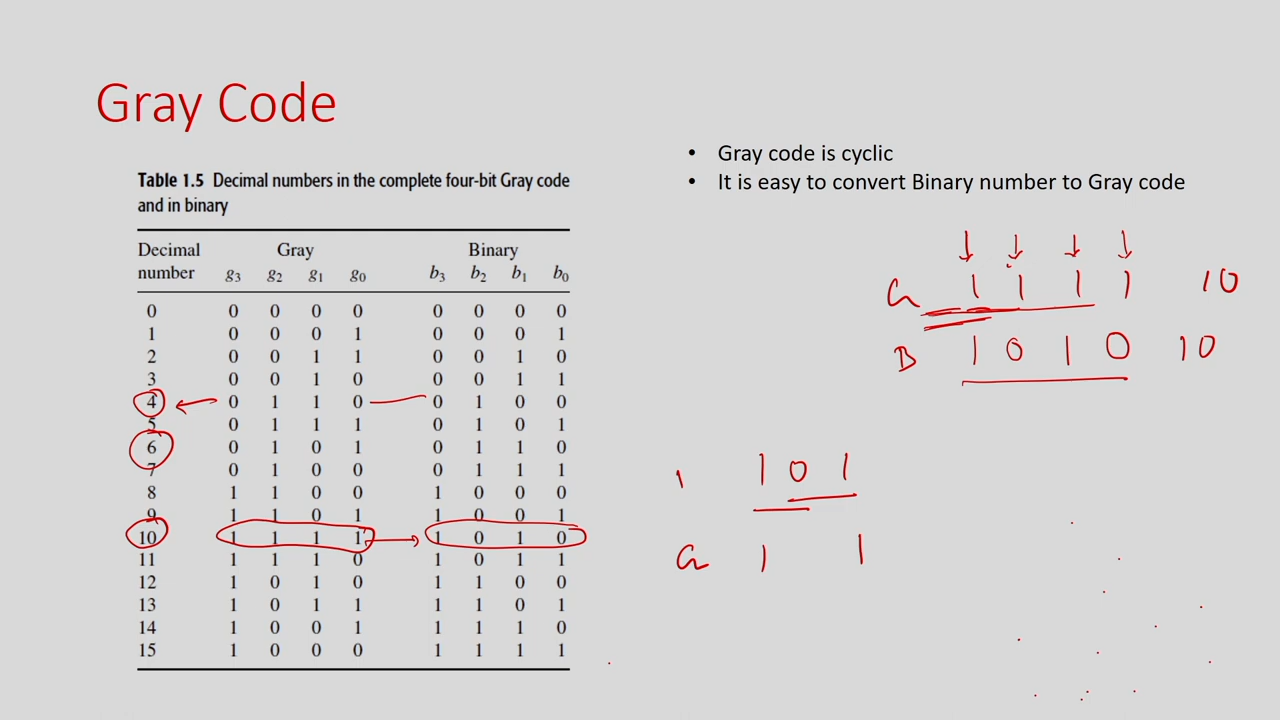 Gray Code
Table 1.5 Decimal numbers in the complete four-bit Gray code
and in binary
Decimal Gray Binary
number g3 g2 g1 g0 b3 b2 b1 b0
0 0 0 0 0 0 0 0 0
1 0 0 0 1 0 0 0 1
2 0 0 1 1 0 0 1 0
3 0 0 1 0 0 0 1 1
4 0 1 1 0 0 1 0 0
5 0 1 1 1 0 1 0 1
6 0 1 0 1 0 1 1 0
7 0 1 0 0 0 1 1 1
8 1 1 0 0 1 0 0 0
9 1 1 0 1 1 0 0 1
10 1 1 1 1 1 0 1 0
11 1 1 1 0 1 0 1 1
12 1 0 1 0 1 1 0 0
13 1 0 1 1 1 1 0 1
14 1 0 0 1 1 1 1 0
15 1 0 0 0 1 1 1 1
• Gray code is cyclic
• It is easy to convert Binary number to Gray code
G 1 1 1 1 10
B 1 0 1 0 10
1 0 1
G 1 1